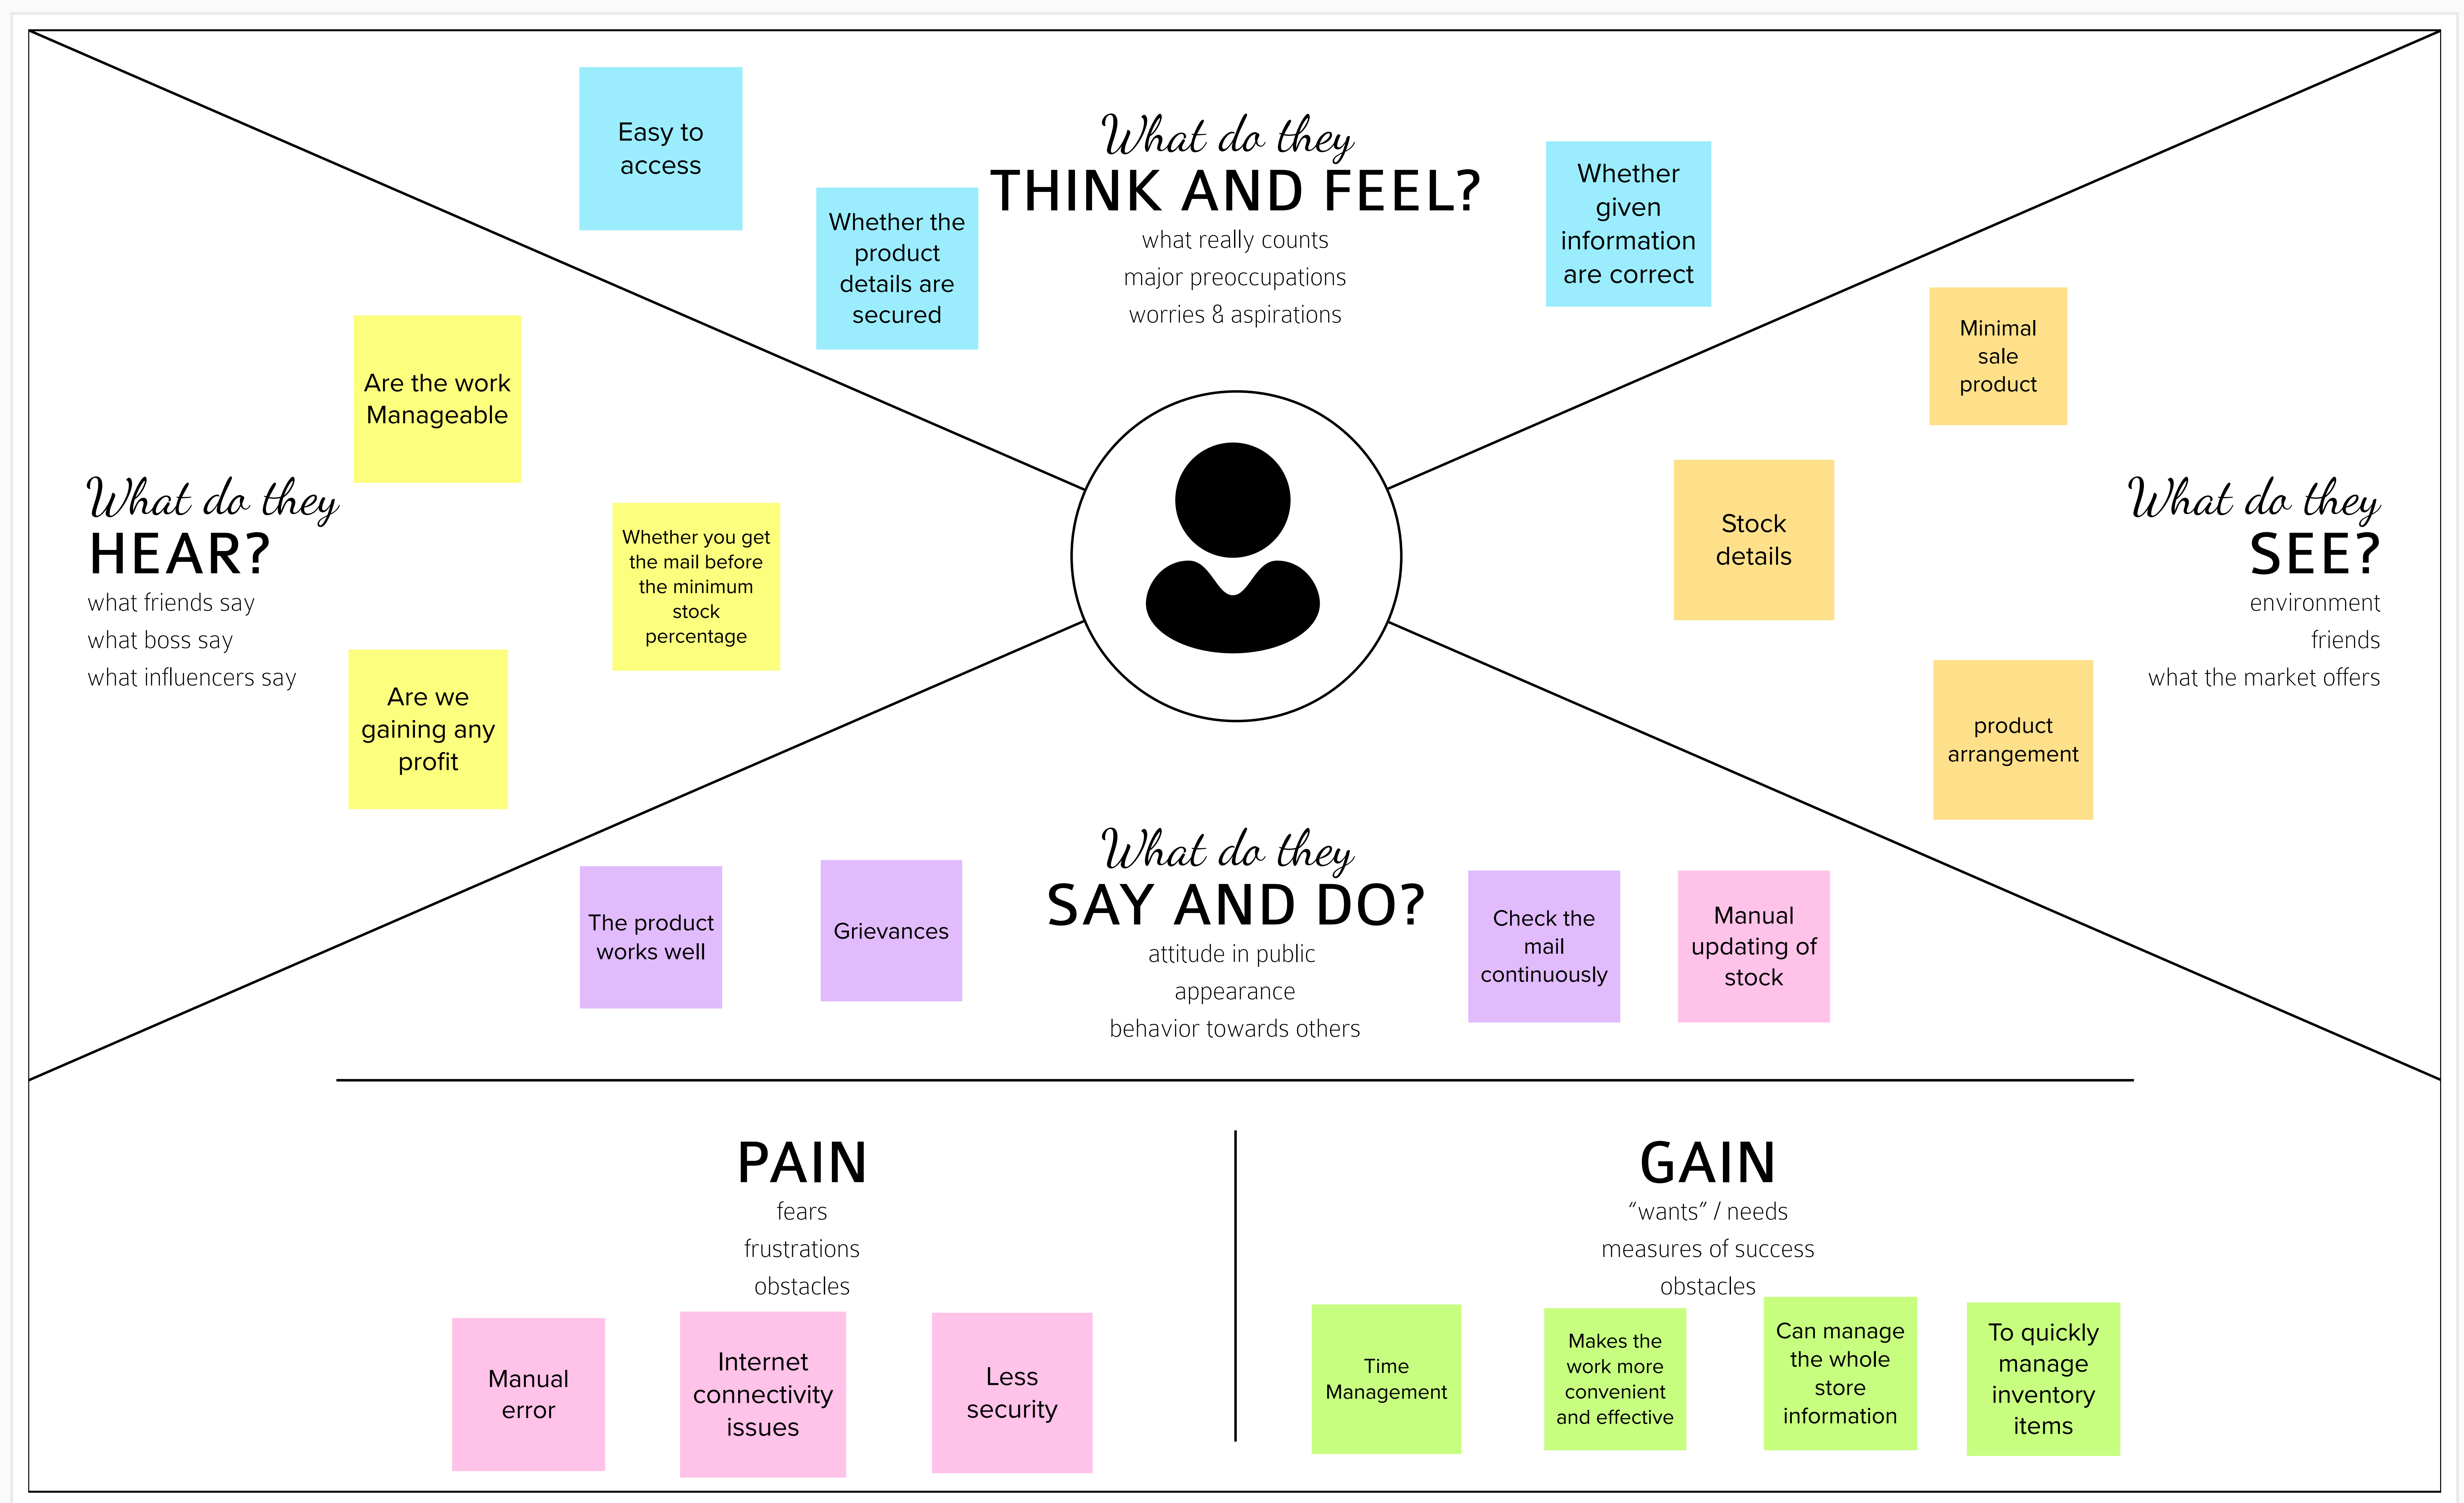 Easy to
access
Whether the
product
details are
secured
What do they
THINK AND FEEL?
what really counts
major preoccupations
worries & aspirations
Whether
given
information
are correct
Are the work
Manageable
What do they
HEAR?
what friends say
what boss say
what influencers say
Whether you get
the mail before
the minimum
stock
percentage
Are we
gaining any
profit
Minimal
sale
product
Stock
details
What do they
SEE?
environment
friends
what the market offers
product
arrangement
The product
works well
Grievances
What do they
SAY AND DO?
attitude in public
appearance
behavior towards others
Check the
mail
continuously
Manual
updating of
stock
PAIN
fears
frustrations
obstacles
Manual
error
Internet
connectivity
issues
Less
security
GAIN
“wants” / needs
measures of success
obstacles
Time
Management
Makes the
work more
convenient
and effective
Can manage
the whole
store
information
To quickly
manage
inventory
items